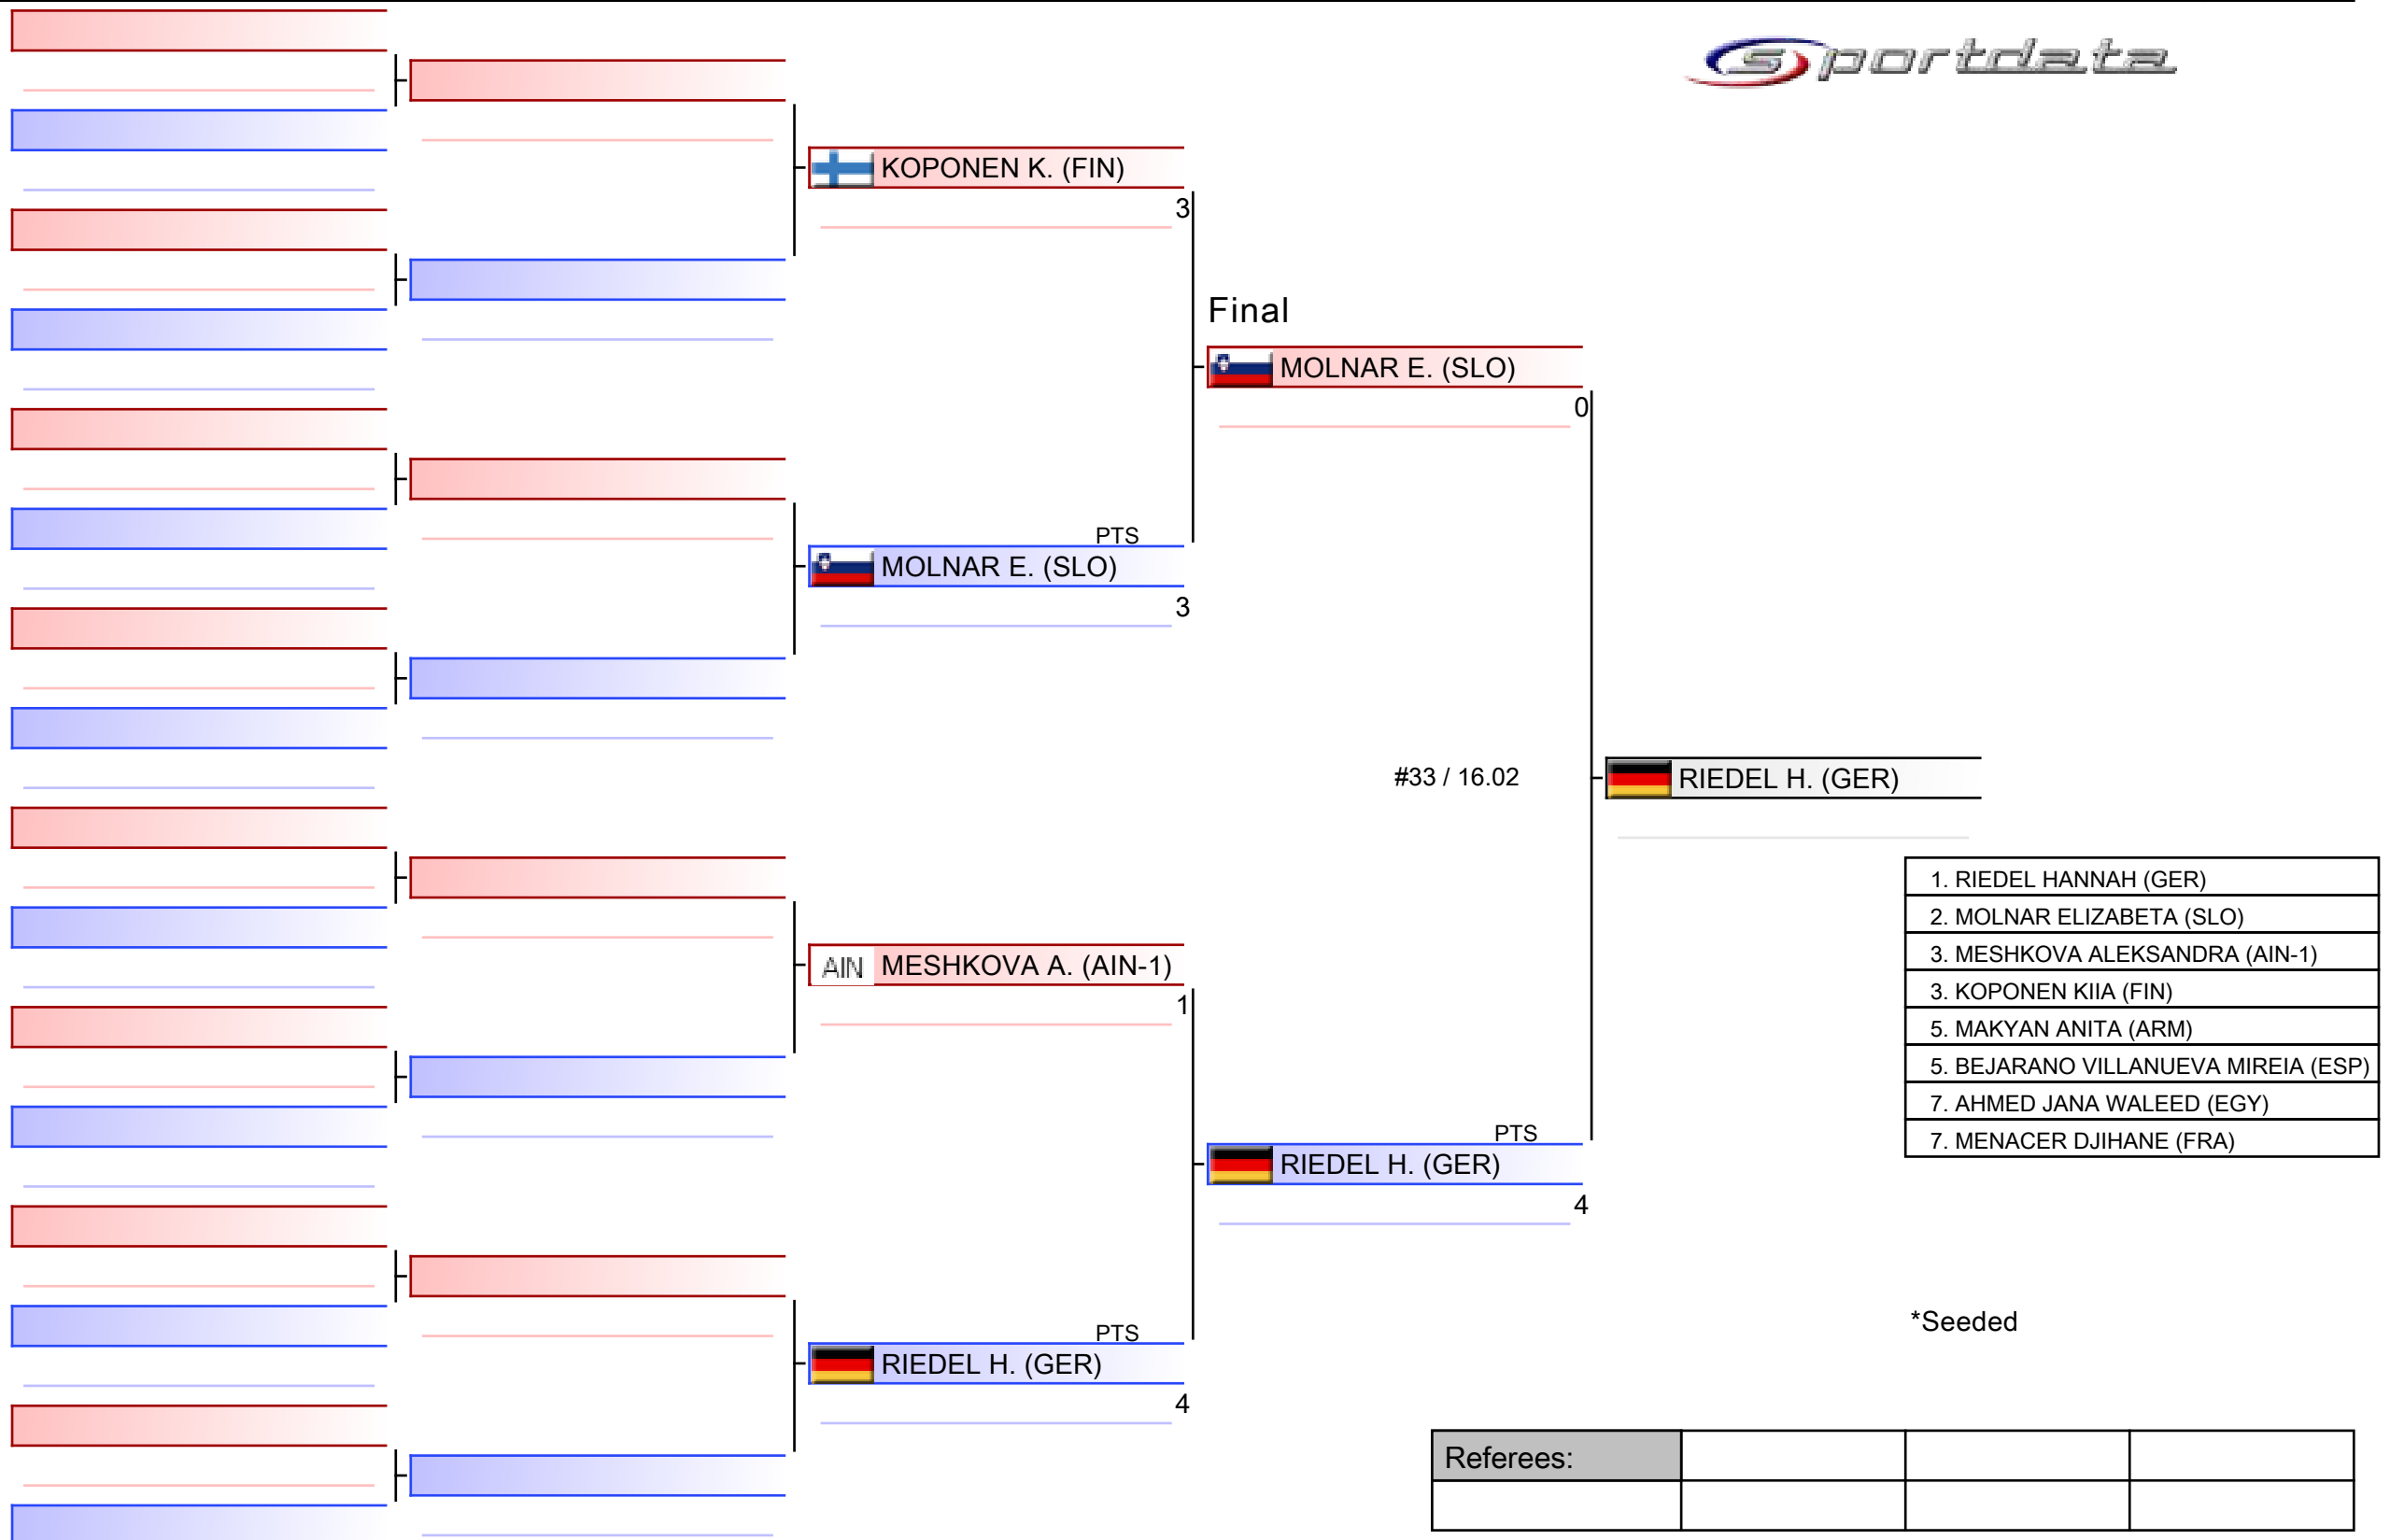 sportdata
KOPONEN K. (FIN)
3
Final
MOLNAR E. (SLO)
0
PTS
MOLNAR E. (SLO)
3
#33 / 16.02
RIEDEL H. (GER)
1. RIEDEL HANNAH (GER)
2. MOLNAR ELIZABETA (SLO)
3. MESHKOVA ALEKSANDRA (AIN-1)
3. KOPONEN KIIA (FIN)
5. MAKYAN ANITA (ARM)
5. BEJARANO VILLANUEVA MIREIA (ESP)
7. AHMED JANA WALEED (EGY)
7. MENACER DJIHANE (FRA)
AIN MESHKOVA A. (AIN-1)
1
PTS
RIEDEL H. (GER)
4
PTS
RIEDEL H. (GER)
4
*Seeded
Referees: